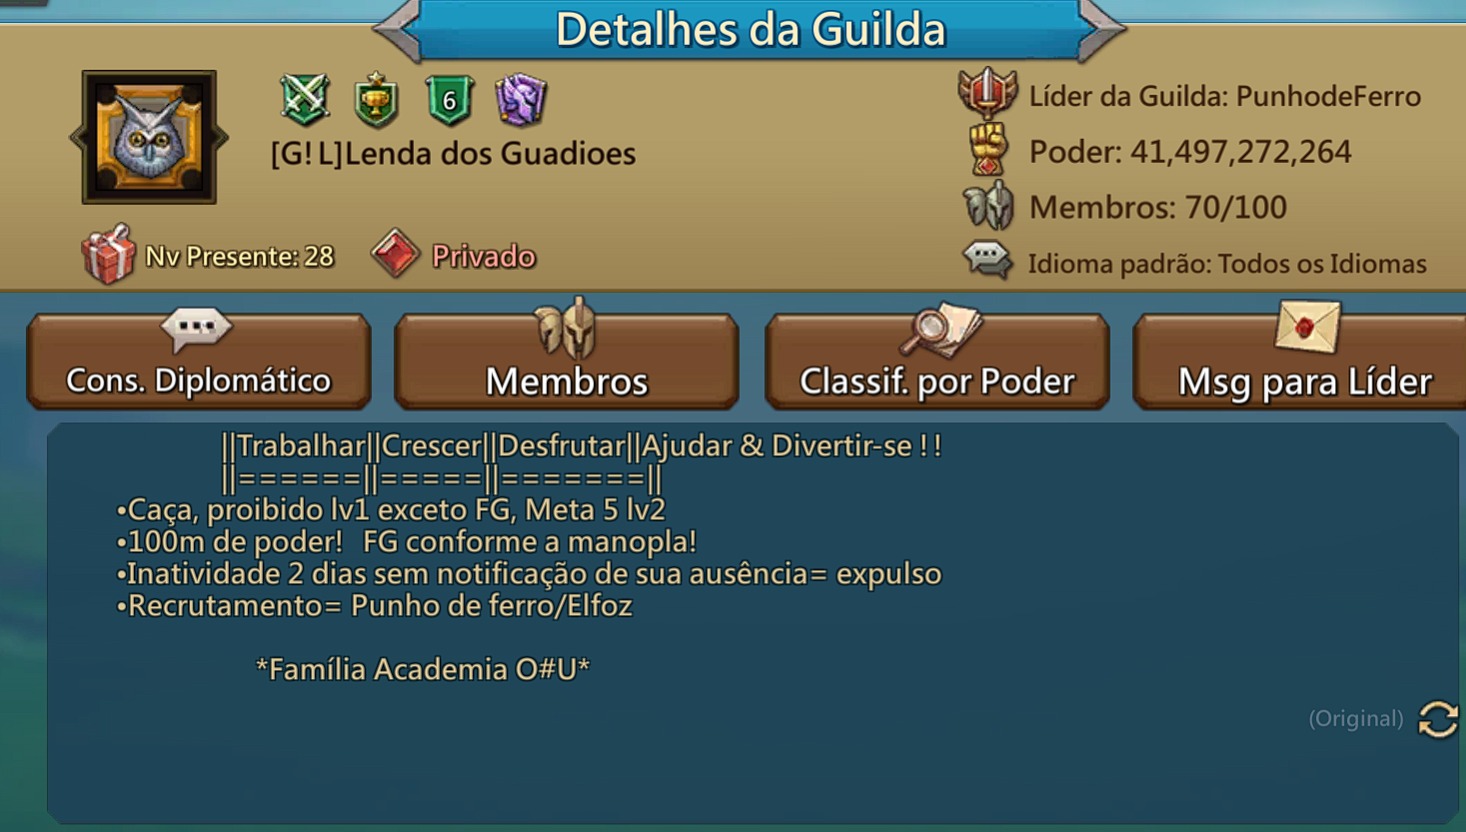 Detalhes da Guilda
6
[G!L]Lenda dos Guadioes
Nv Presente: 28
Privado
Líder da Guilda: PunhodeFerro
Poder: 41,497,272,264
Membros: 70/100
Idioma padrão: Todos os Idiomas
Cons. Diplomático
Membros
Classif. por Poder
Msg para Líder
||Trabalhar||Crescer||Desfrutar||Ajudar & Divertir-se !!
||======||=====||=======||
•Caça, proibido lv1 exceto FG, Meta 5 lv2
•100m de poder!  FG conforme a manopla!
•Inatividade 2 dias sem notificação de sua ausência= expulso
•Recrutamento= Punho de ferro/Elfoz
*Família Academia O#U*
(Original)